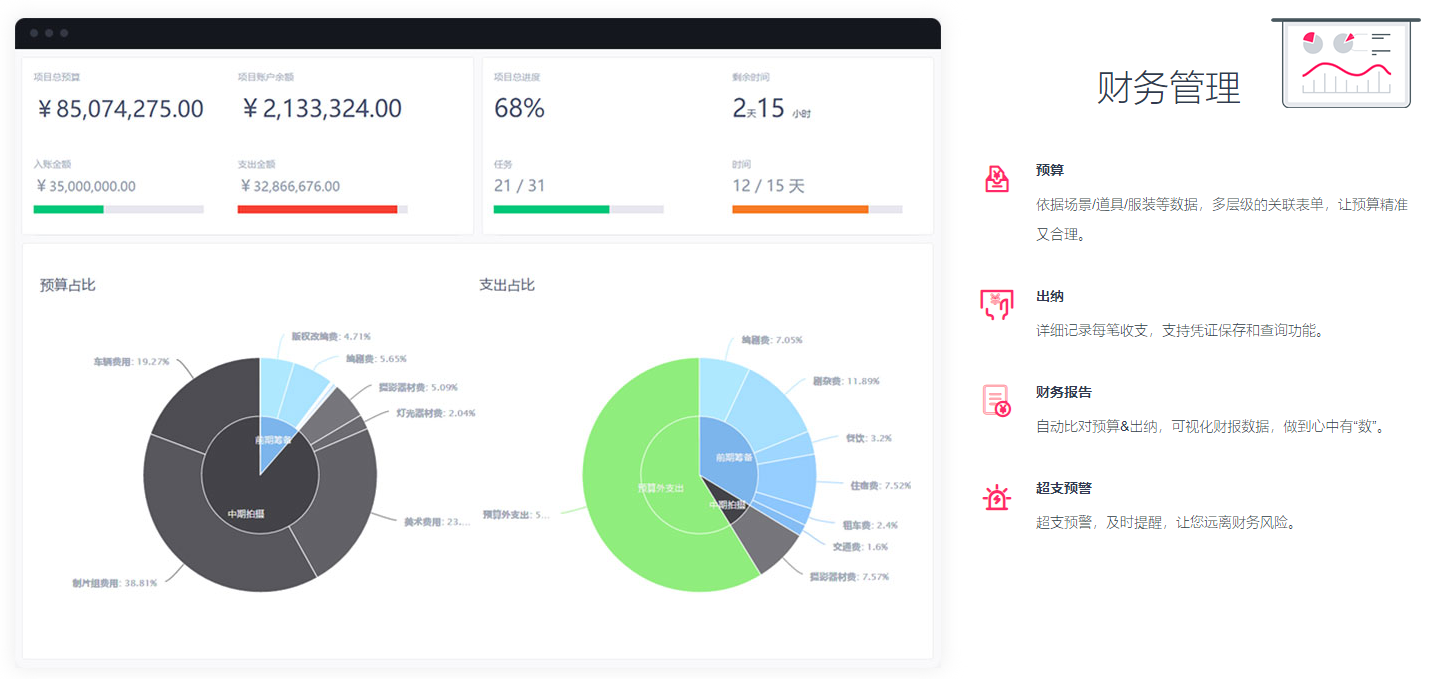 项目总预算
项目账户余额
¥85,074,275.00
¥2,133,324.00
入账金额
支出金额
¥35,000,000.00
¥32,866,676.00
项目总进度
剩余时间
68%
2天15 小时
任务
时间
21 / 31
12 / 15 天
预算占比
支出占比
版权改编费: 4.71%
编剧费: 5.65%
车辆费用: 19.27%
摄影器材费: 5.09%
灯光器材费: 2.04%
前期筹备
中期拍摄
美术费用: 23....
制片组费用: 38.81%
编剧费: 7.05%
剧杂费: 11.89%
餐饮: 3.2%
前期筹备
住宿费: 7.52%
预算外支出
中期拍摄
预算外支出: 5...
租车费: 2.4%
交通费: 1.6%
摄影器材费: 7.57%
财务管理
预算
依据场景/道具/服装等数据，多层级的关联表单，让预算精准
又合理。
出纳
详细记录每笔收支，支持凭证保存和查询功能。
财务报告
自动比对预算&出纳，可视化财报数据，做到心中有“数”。
超支预警
超支预警，及时提醒，让您远离财务风险。